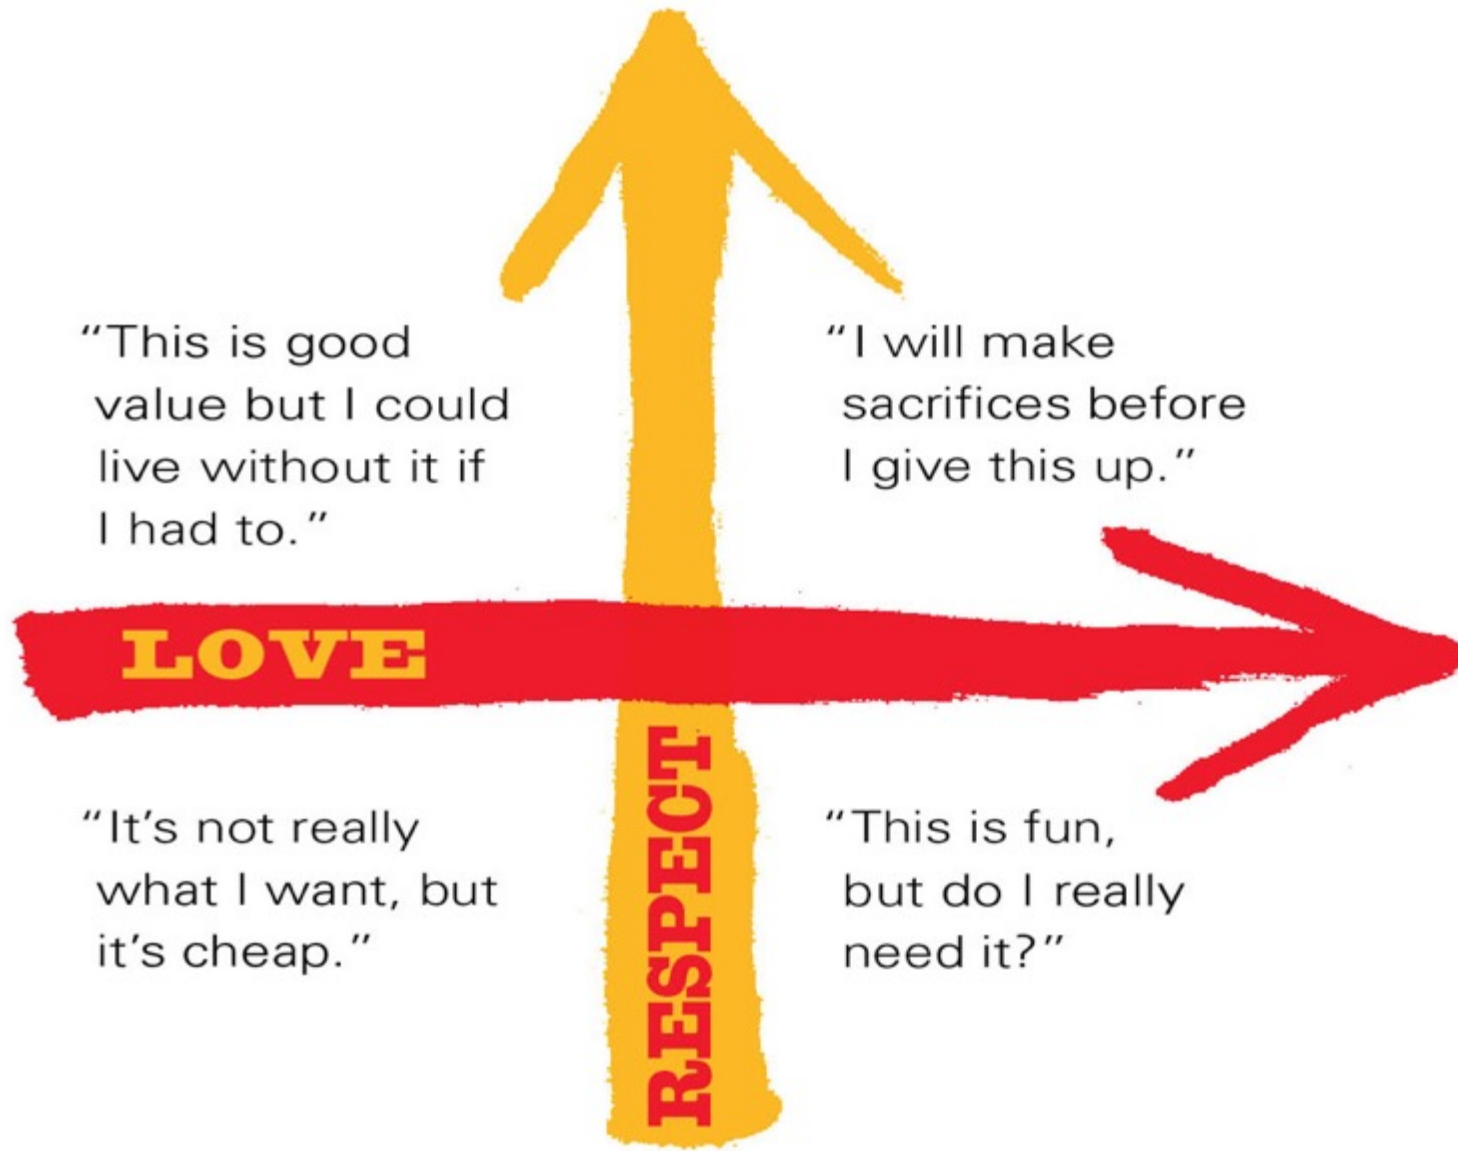 “This is good
value but I could
live without it if
I had to.”
“I will make
sacrifices before
I give this up.”
LOVE
RESPECT
“It’s not really
what I want, but
it’s cheap.”
“This is fun,
but do I really
need it?”